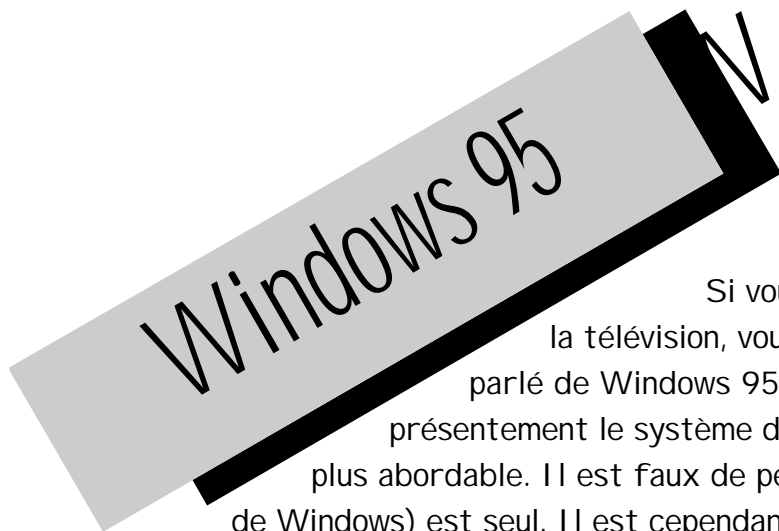 Windows 95
Si vou
la télévision, vou
parlé de Windows 95
présentement le système d
plus abordable. Il est faux de pe
de Windows) est seul. Il est cependan